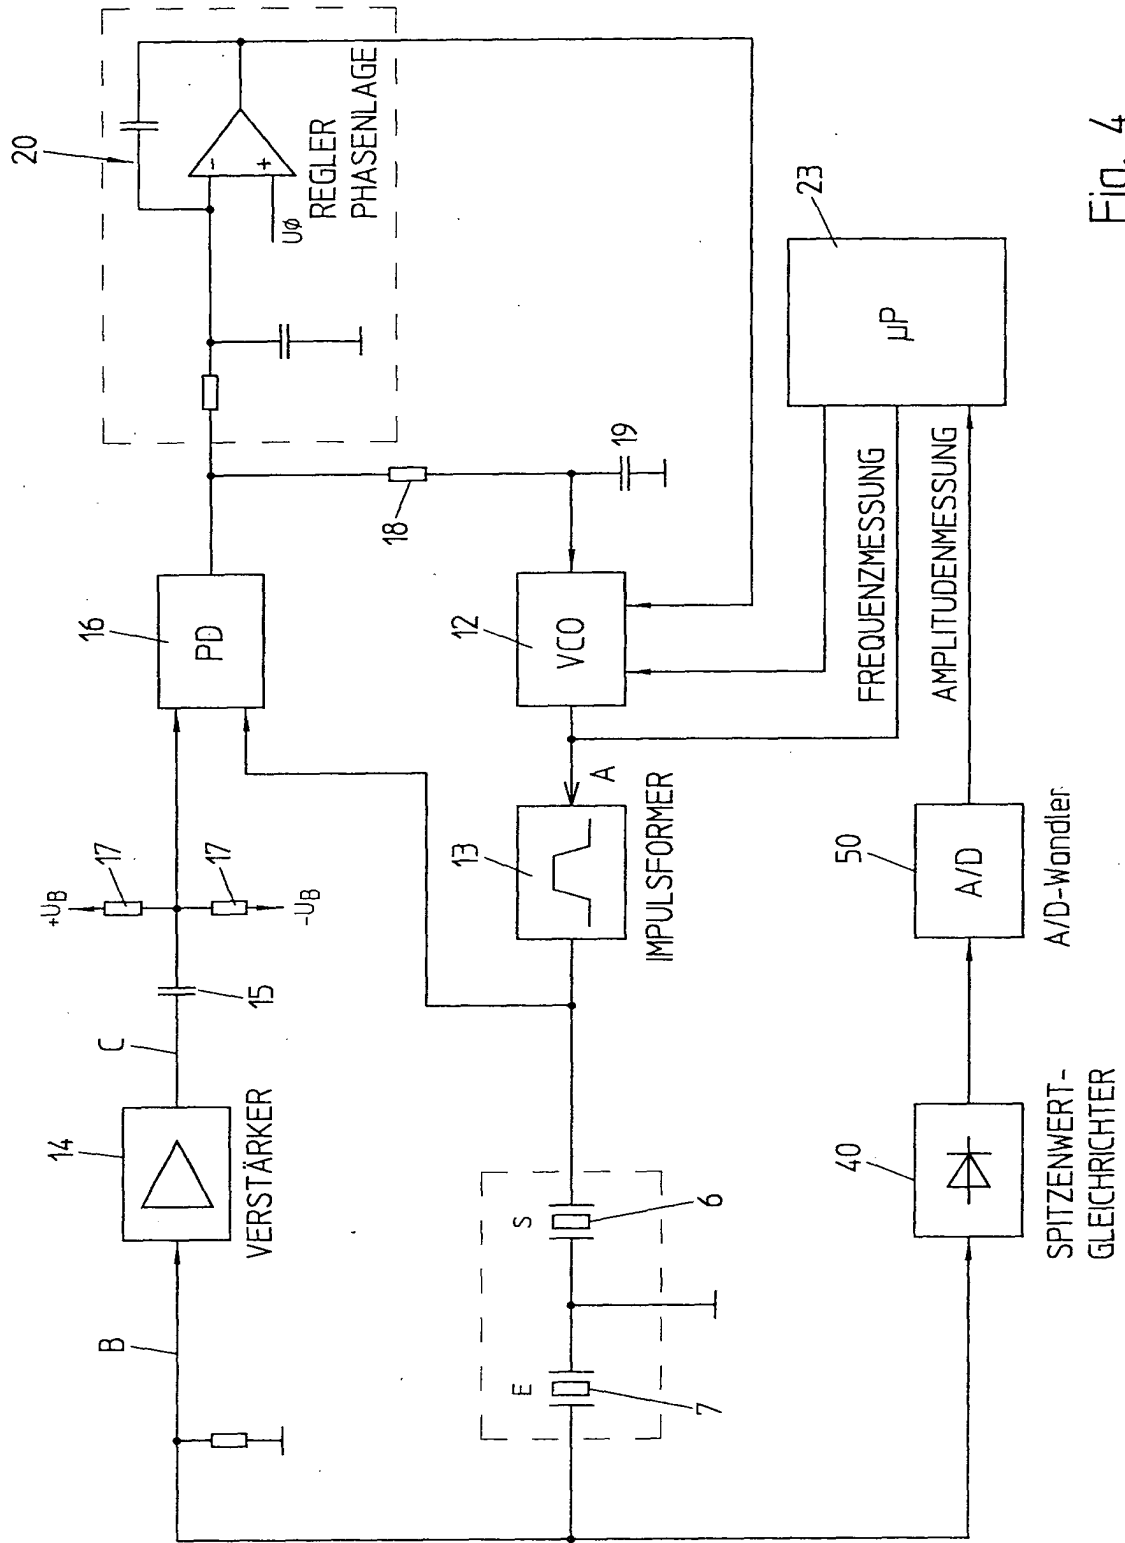 20
REGLER
PHASENLAGE
-
+
Uø
16
PD
+UB
17
17
-UB
15
C
14
VERSTÄRKER
B
18
19
12
VCO
A
13
IMPULSFORMER
S
6
E
7
23
µP
FREQUENZMESSUNG
AMPLITUDENMESSUNG
50
A/D
A/D-Wandler
40
SPITZENWERT-
GLEICHRICHTER
Fig. 4